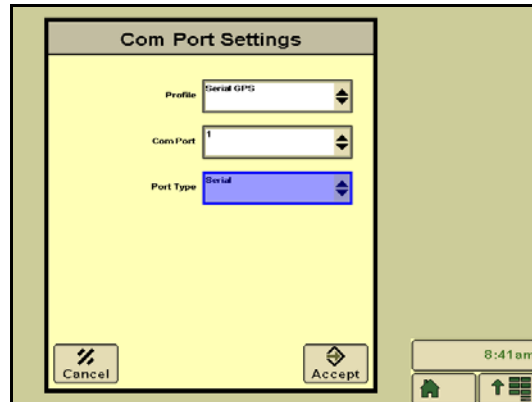 Com Port Settings
Profile
Serial GPS
Com Port
1
Port Type
Serial
Cancel
Accept
8:41am